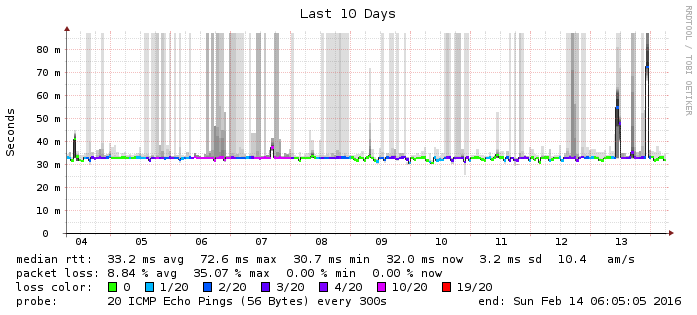 Last 10 Days
RRDTOOL / TOBI OETIKER
Seconds
80 m
70 m
60 m
50 m
40 m
30 m
20 m
10 m
0
04 05 06 07 08 09 10 11 12 13
median rtt: 33.2 ms avg 72.6 ms max 30.7 ms min 32.0 ms now 3.2 ms sd 10.4 am/s
packet loss: 8.84 % avg 35.07 % max 0.00 % min 0.00 % now
loss color: 0 1/20 2/20 3/20 4/20 10/20 19/20
probe: 20 ICMP Echo Pings (56 Bytes) every 300s end: Sun Feb 14 06:05:05 2016